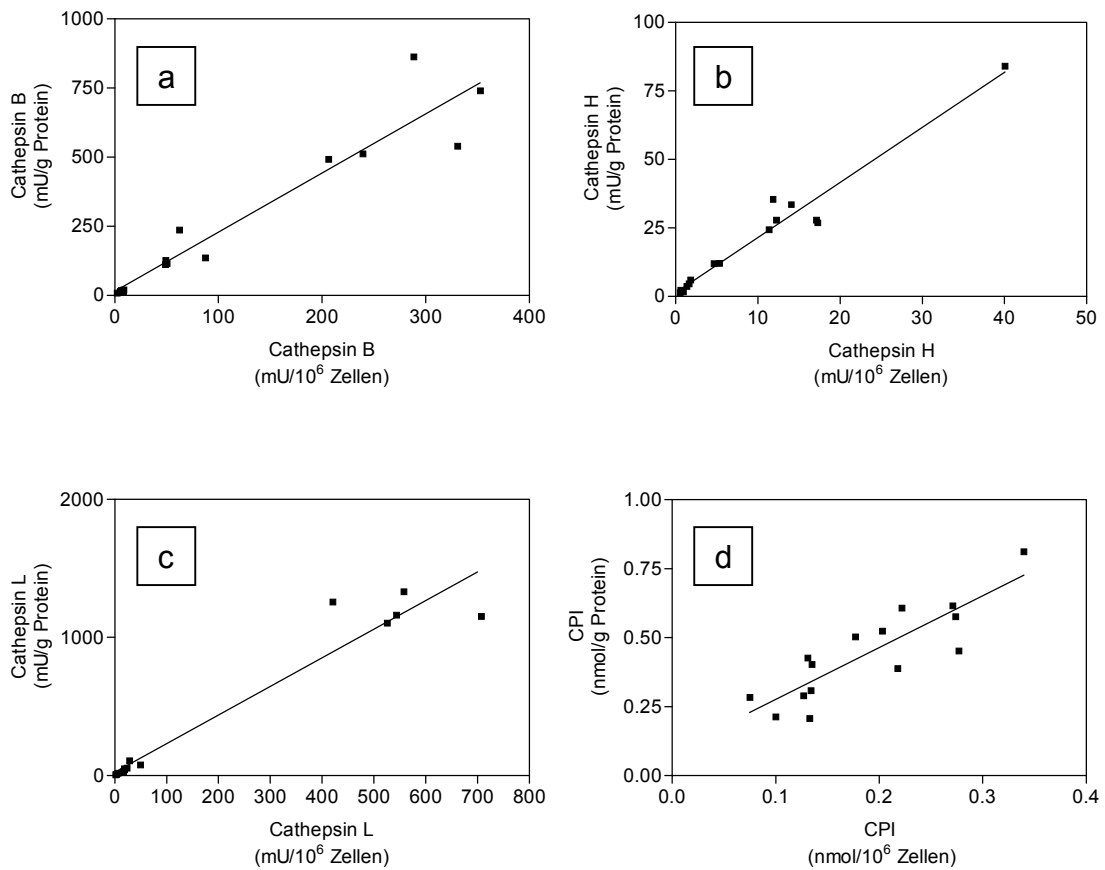 a
Cathepsin B
(mU/g Protein)
1000
750
500
250
0
0 100 200 300 400
Cathepsin B
(mU/10⁶ Zellen)
b
Cathepsin H
(mU/g Protein)
100
75
50
25
0
0 10 20 30 40 50
Cathepsin H
(mU/10⁶ Zellen)
c
Cathepsin L
(mU/g Protein)
2000
1000
0
0 100 200 300 400 500 600 700 800
Cathepsin L
(mU/10⁶ Zellen)
d
CPI
(nmol/g Protein)
1.00
0.75
0.50
0.25
0.00
0.0 0.1 0.2 0.3 0.4
CPI
(nmol/10⁶ Zellen)